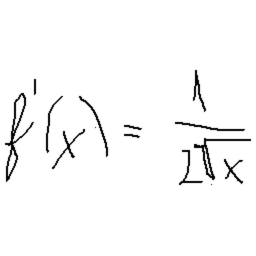 f'(x) = 1/(2√x)